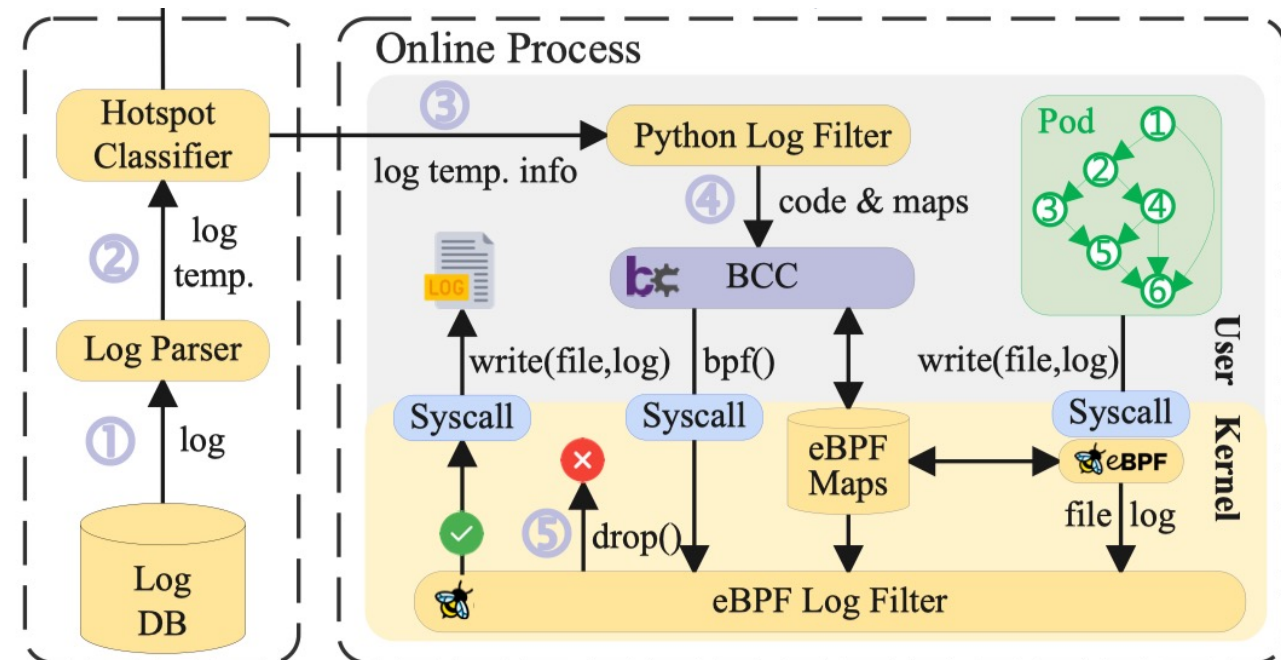 Online Process
Hotspot
Classifier
③
log temp. info
Python Log Filter
Pod
①
②
③
④
⑤
⑥
②
log
temp.
④
code & maps
LOG
bc
BCC
Log Parser
write(file,log)
bpf()
write(file,log)
User
Kernel
①
log
Syscall
Syscall
Syscall
eBPF
Maps
eBPF
⑤
drop()
file
log
Log
DB
eBPF Log Filter